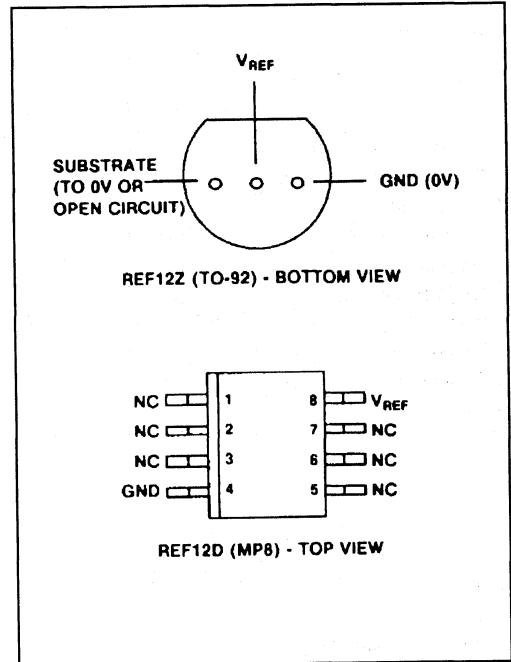 VREF
SUBSTRATE
(TO 0V OR
OPEN CIRCUIT)
GND (0V)
REF12Z (TO-92) - BOTTOM VIEW
NC 1 8 VREF
NC 2 7 NC
NC 3 6 NC
GND 4 5 NC
REF12D (MP8) - TOP VIEW